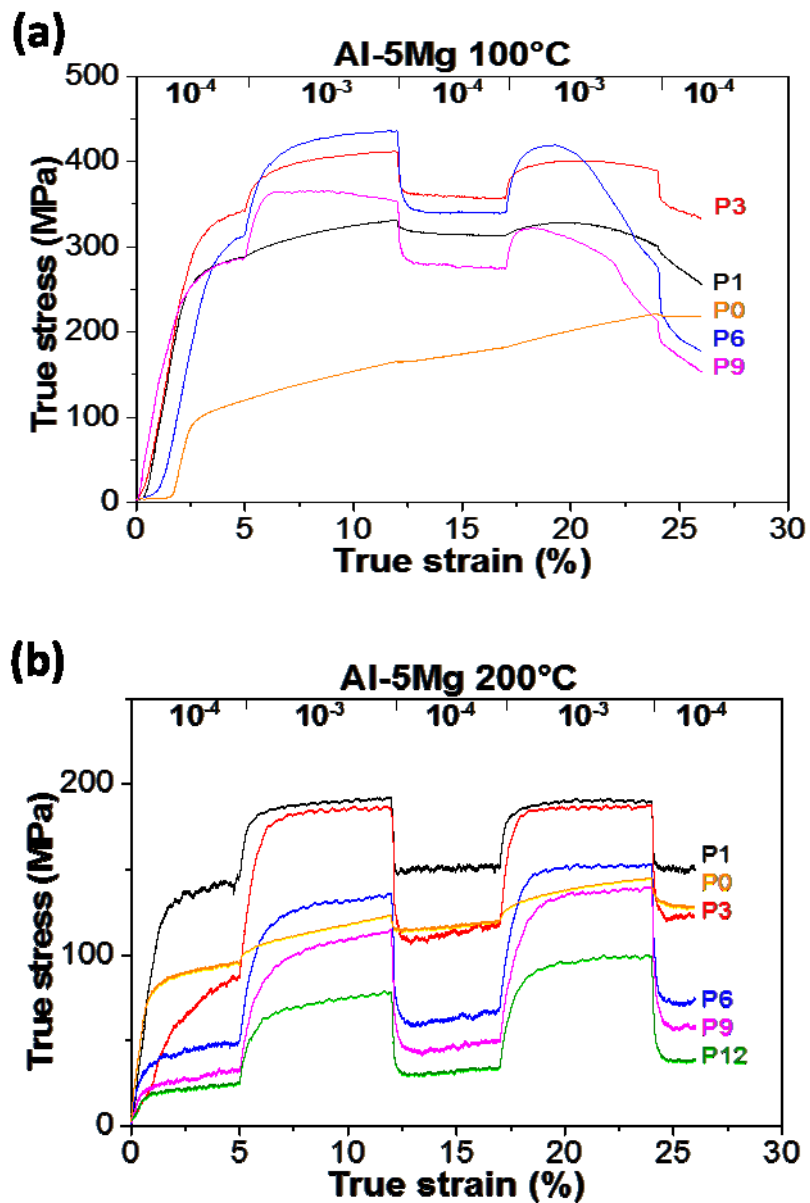 (a)
Al-5Mg 100°C
10⁻⁴ 10⁻³ 10⁻⁴ 10⁻³ 10⁻⁴
500
400
300
200
100
0
True stress (MPa)
P3
P1
P0
P6
P9
0 5 10 15 20 25 30
True strain (%)
(b)
Al-5Mg 200°C
10⁻⁴ 10⁻³ 10⁻⁴ 10⁻³ 10⁻⁴
200
100
0
True stress (MPa)
P1
P0
P3
P6
P9
P12
0 5 10 15 20 25 30
True strain (%)